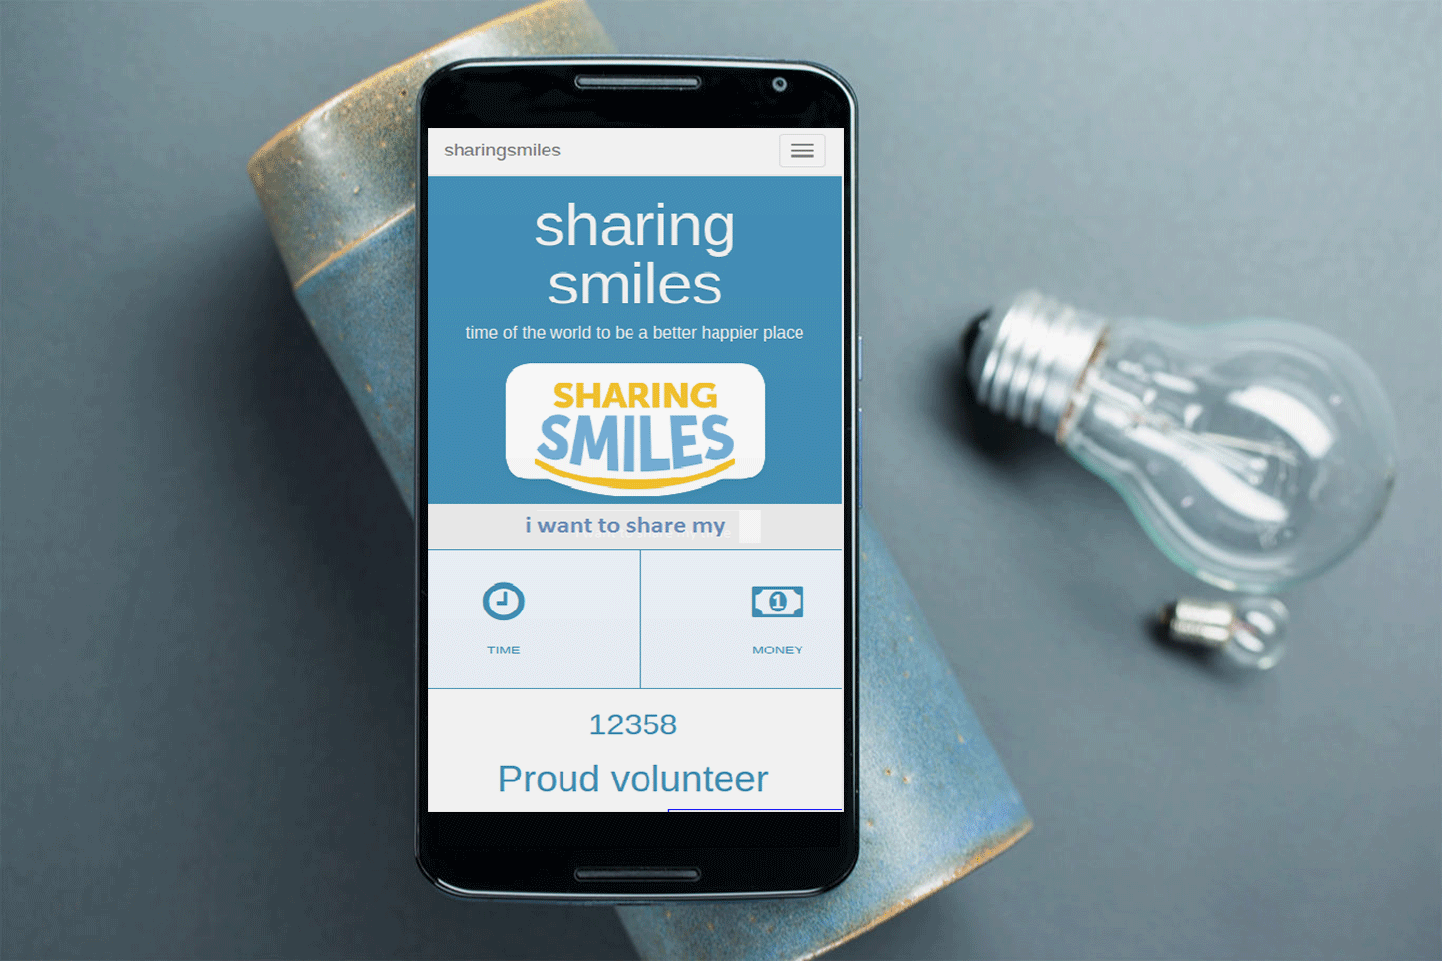 sharingsmiles
sharing
smiles
time of the world to be a better happier place
SHARING
SMILES
i want to share my
1
TIME
MONEY
12358
Proud volunteer